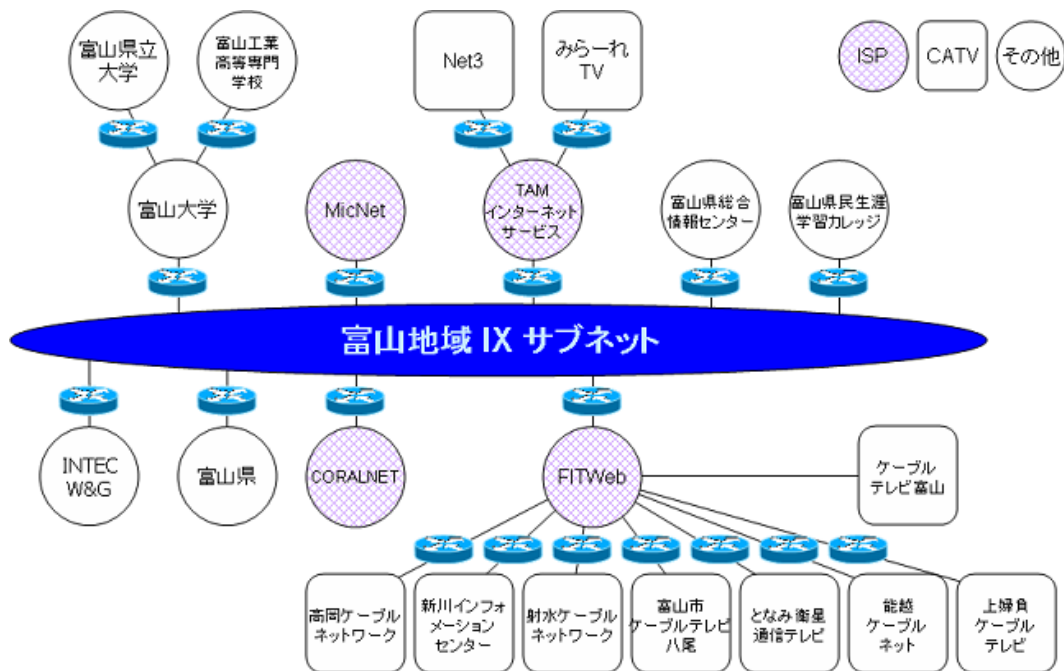 富山県立
大学
富山工業
高等専門
学校
Net3
みらーれ
TV
ISP
CATV
その他
富山大学
MicNet
TAM
インターネット
サービス
富山県総合
情報センター
富山県民生涯
学習カレッジ
富山地域 IX サブネット
INTEC
W&G
富山県
CORALNET
FITWeb
ケーブル
テレビ富山
高岡ケーブル
ネットワーク
新川インフォ
メーション
センター
射水ケーブル
ネットワーク
富山市
ケーブルテレビ
八尾
となみ衛星
通信テレビ
能越
ケーブル
ネット
上婦負
ケーブル
テレビ